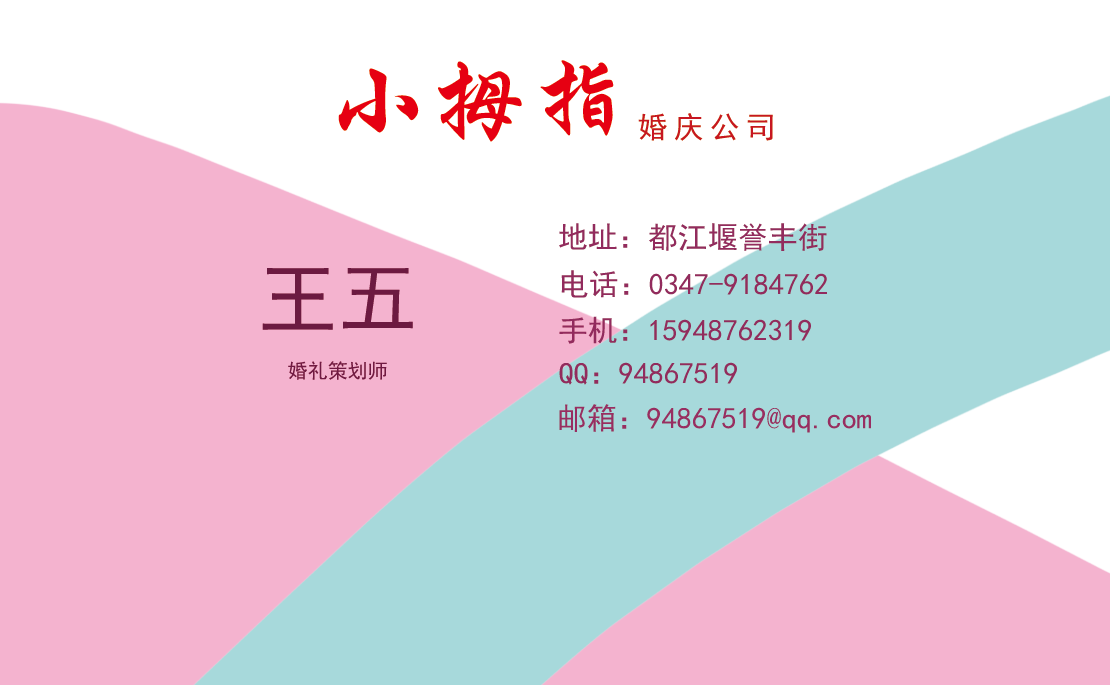 小拇指 婚庆公司
王五
婚礼策划师
地址：都江堰誉丰街
电话：0347-9184762
手机：15948762319
QQ：94867519
邮箱：94867519@qq.com